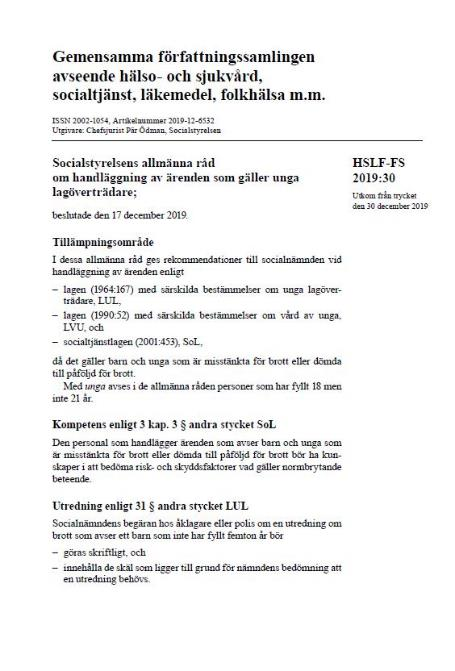 Gemensamma författningssamlingen
avseende hälso- och sjukvård,
socialtjänst, läkemedel, folkhälsa m.m.
ISSN 2002-1054, Artikelnummer 2019-12-6532
Utgivare: Chefsjurist Pär Ödman, Socialstyrelsen
Socialstyrelsens allmänna råd
om handläggning av ärenden som gäller unga
lagöverträdare;
HSLF-FS
2019:30
Utkom från trycket
den 30 december 2019
beslutade den 17 december 2019.
Tillämpningsområde
I dessa allmänna råd ges rekommendationer till socialnämnden vid
handläggning av ärenden enligt
– lagen (1964:167) med särskilda bestämmelser om unga lagöver-
trädare, LUL,
– lagen (1990:52) med särskilda bestämmelser om vård av unga,
LVU, och
– socialtjänstlagen (2001:453), SoL,
då det gäller barn och unga som är misstänkta för brott eller dömda
till påföljd för brott.
Med unga avses i de allmänna råden personer som har fyllt 18 men
inte 21 år.
Kompetens enligt 3 kap. 3 § andra stycket SoL
Den personal som handlägger ärenden som avser barn och unga som
är misstänkta för brott eller dömda till påföljd för brott bör ha kun-
skaper i att bedöma risk- och skyddsfaktorer vad gäller normbrytande
beteende.
Utredning enligt 31 § andra stycket LUL
Socialnämndens begäran hos åklagare eller polis om en utredning om
brott som avser ett barn som inte har fyllt femton år bör
– göras skriftligt, och
– innehålla de skäl som ligger till grund för nämndens bedömning att
en utredning behövs.